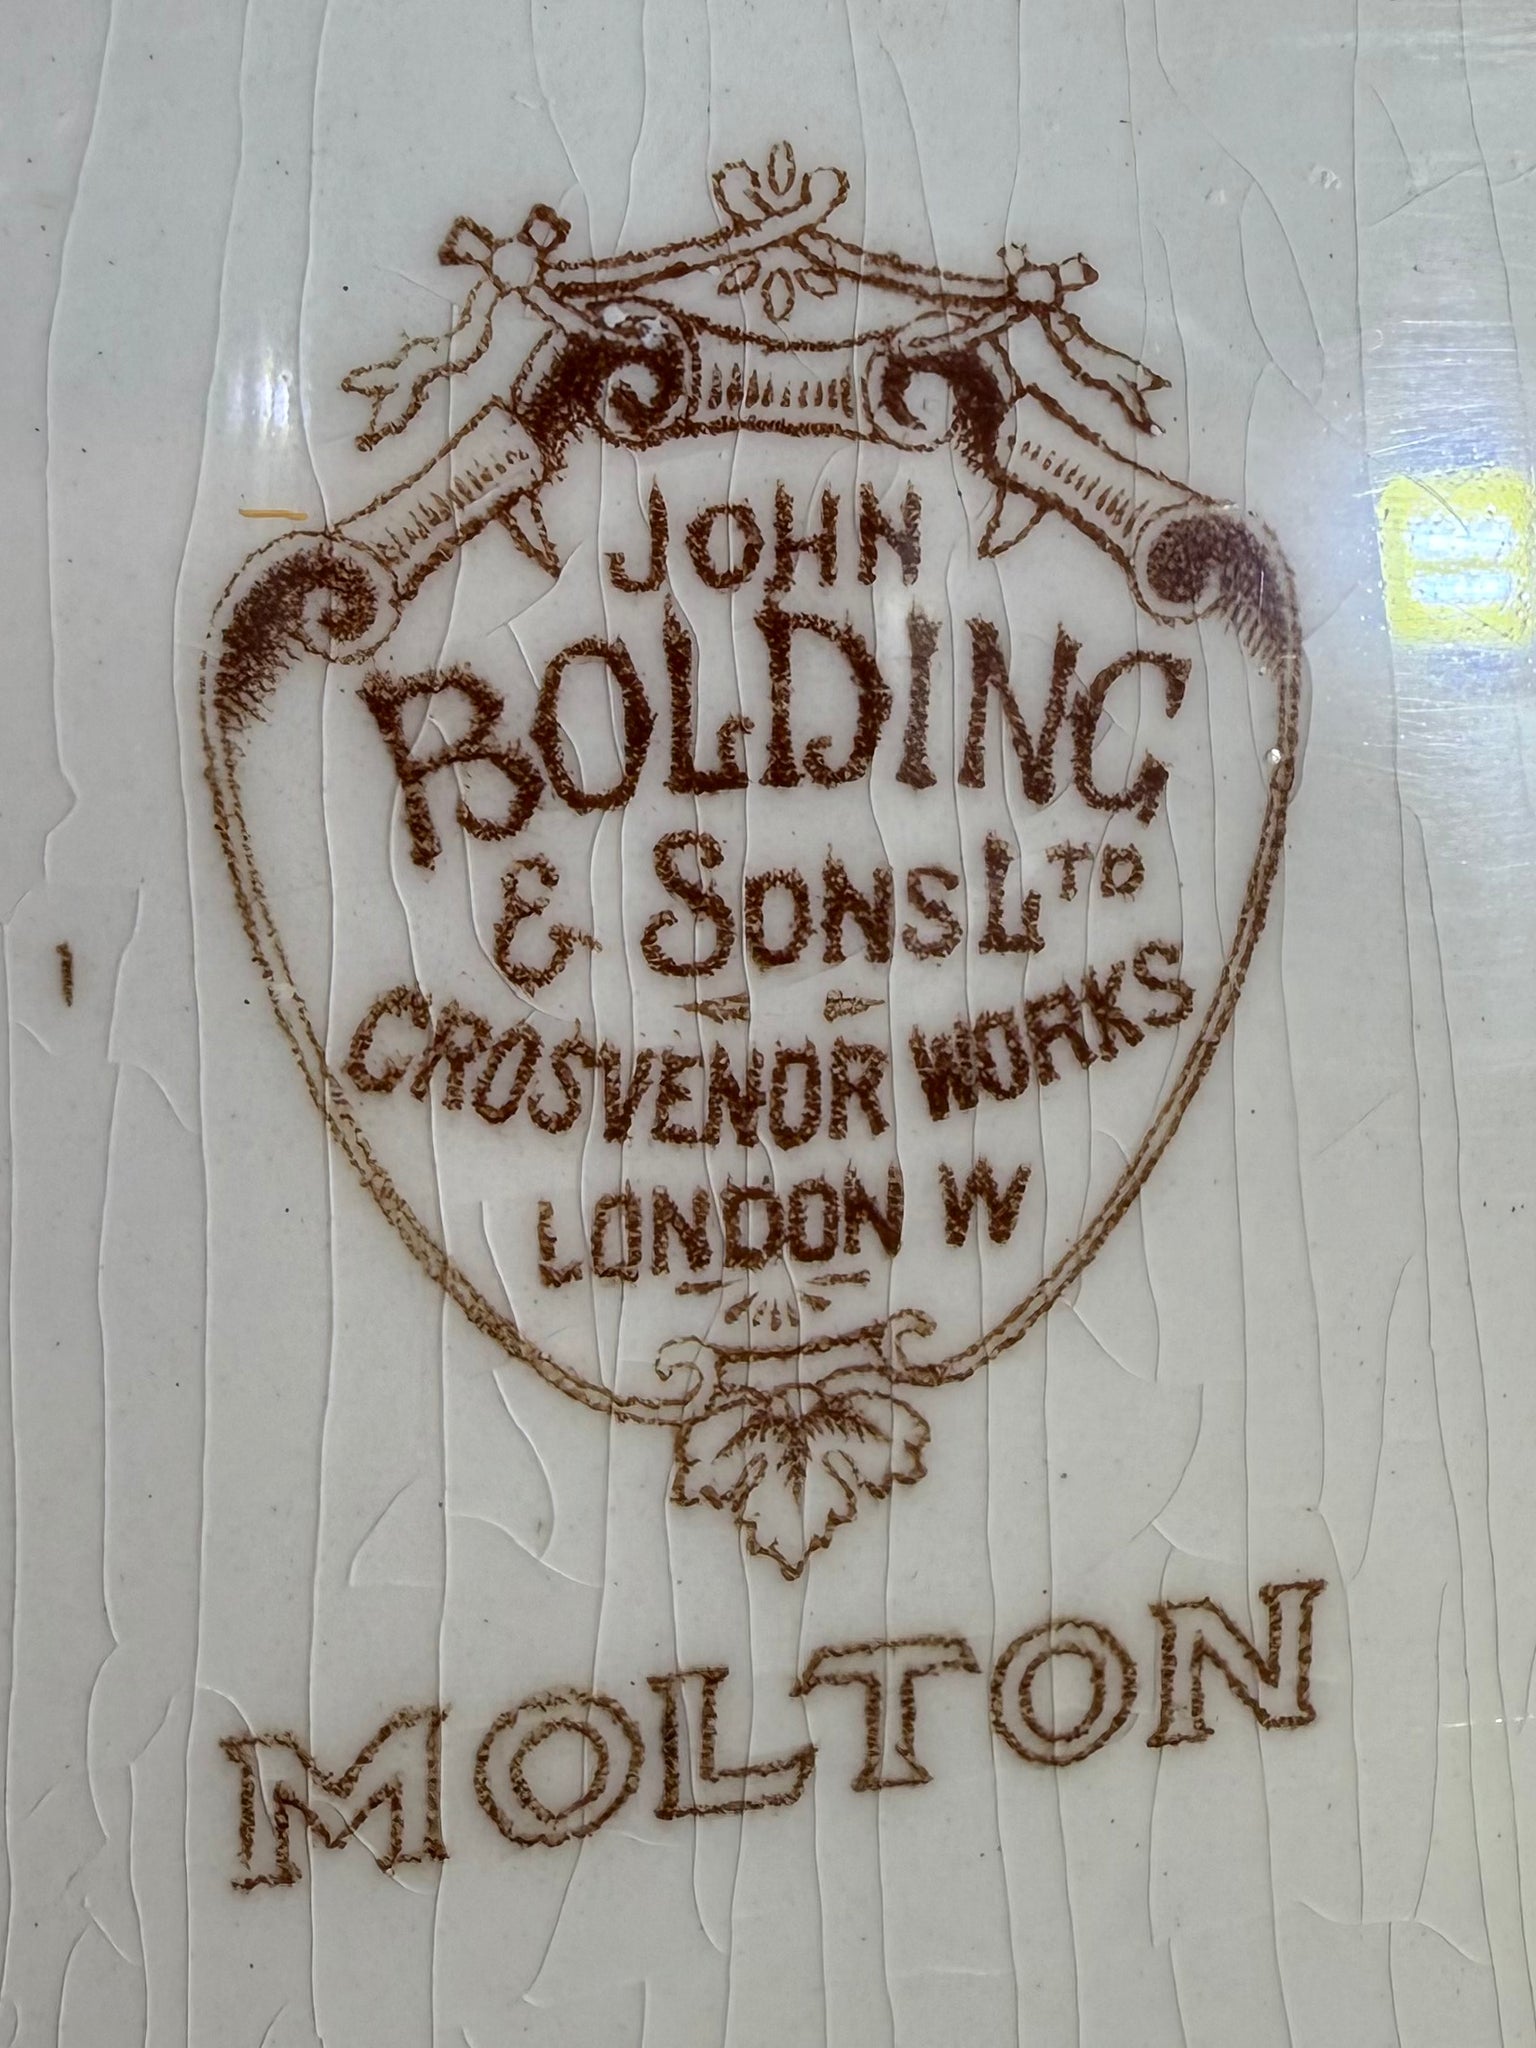 JOHN
BOLDING
& SONS LTD
GROSVENOR WORKS
LONDON W
MOLTON